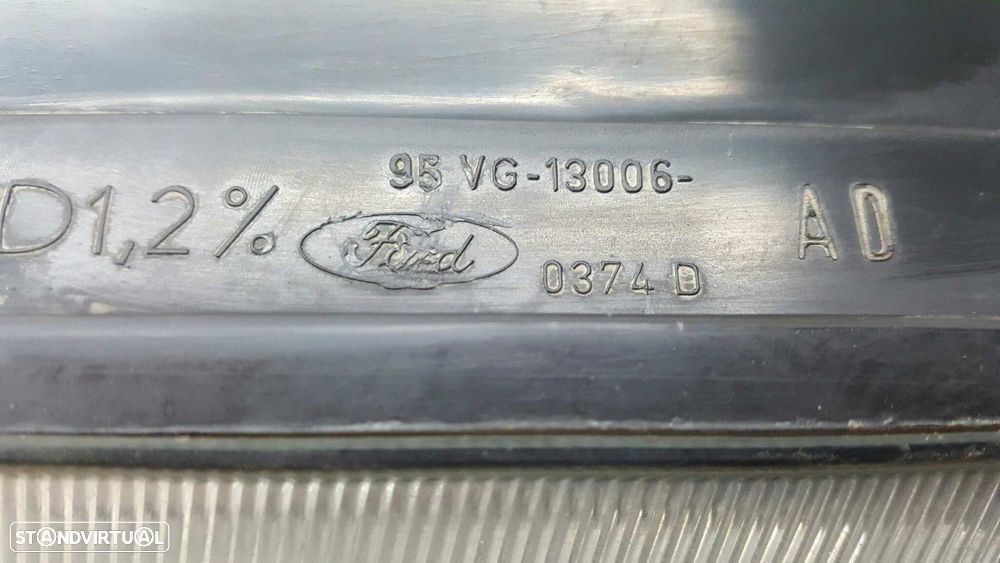 95 VG-13006-
D1,2%
Ford
AD
0374 D
STANDVIRTUAL